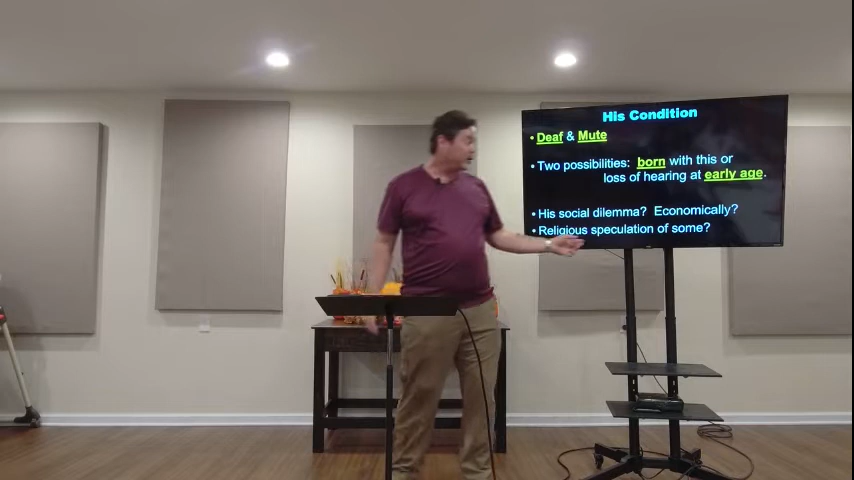 His Condition
• Deaf & Mute
• Two possibilities: born with this or
loss of hearing at early age.
• His social dilemma? Economically?
• Religious speculation of some?